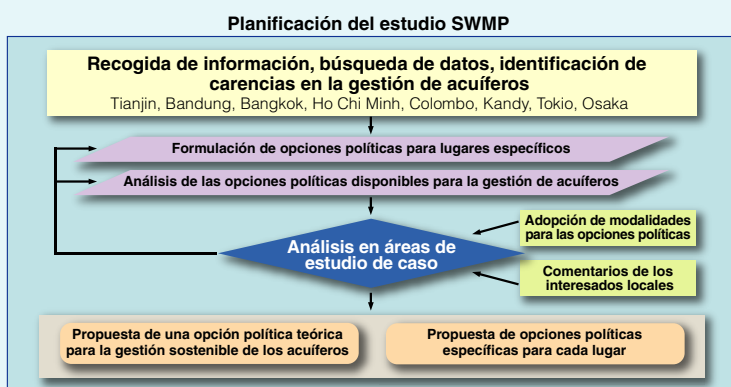 Planificación del estudio SWMP
Recogida de información, búsqueda de datos, identificación de
carencias en la gestión de acuíferos
Tianjin, Bandung, Bangkok, Ho Chi Minh, Colombo, Kandy, Tokio, Osaka
Formulación de opciones políticas para lugares específicos
Análisis de las opciones políticas disponibles para la gestión de acuíferos
Análisis en áreas de
estudio de caso
Adopción de modalidades
para las opciones políticas
Comentarios de los
interesados locales
Propuesta de una opción política teórica
para la gestión sostenible de los acuíferos
Propuesta de opciones políticas
específicas para cada lugar